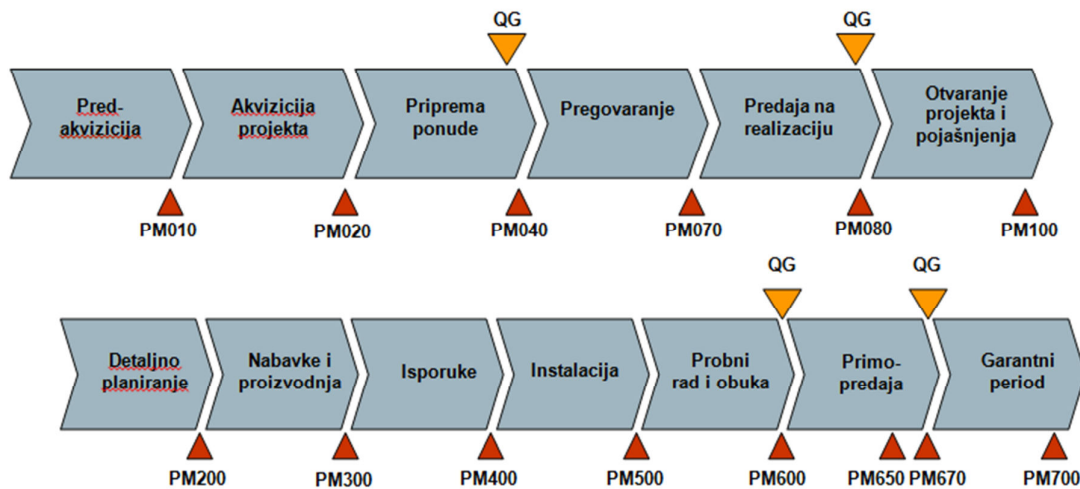 QG QG
Pred-
akvizicija
Akvizicija
projekta
Priprema
ponude
Pregovaranje
Predaja na
realizaciju
Otvaranje
projekta i
pojašnjenja
PM010 PM020 PM040 PM070 PM080 PM100
QG QG
Detaljno
planiranje
Nabavke i
proizvodnja
Isporuke
Instalacija
Probni
rad i obuka
Primo-
predaja
Garantni
period
PM200 PM300 PM400 PM500 PM600 PM650 PM670 PM700